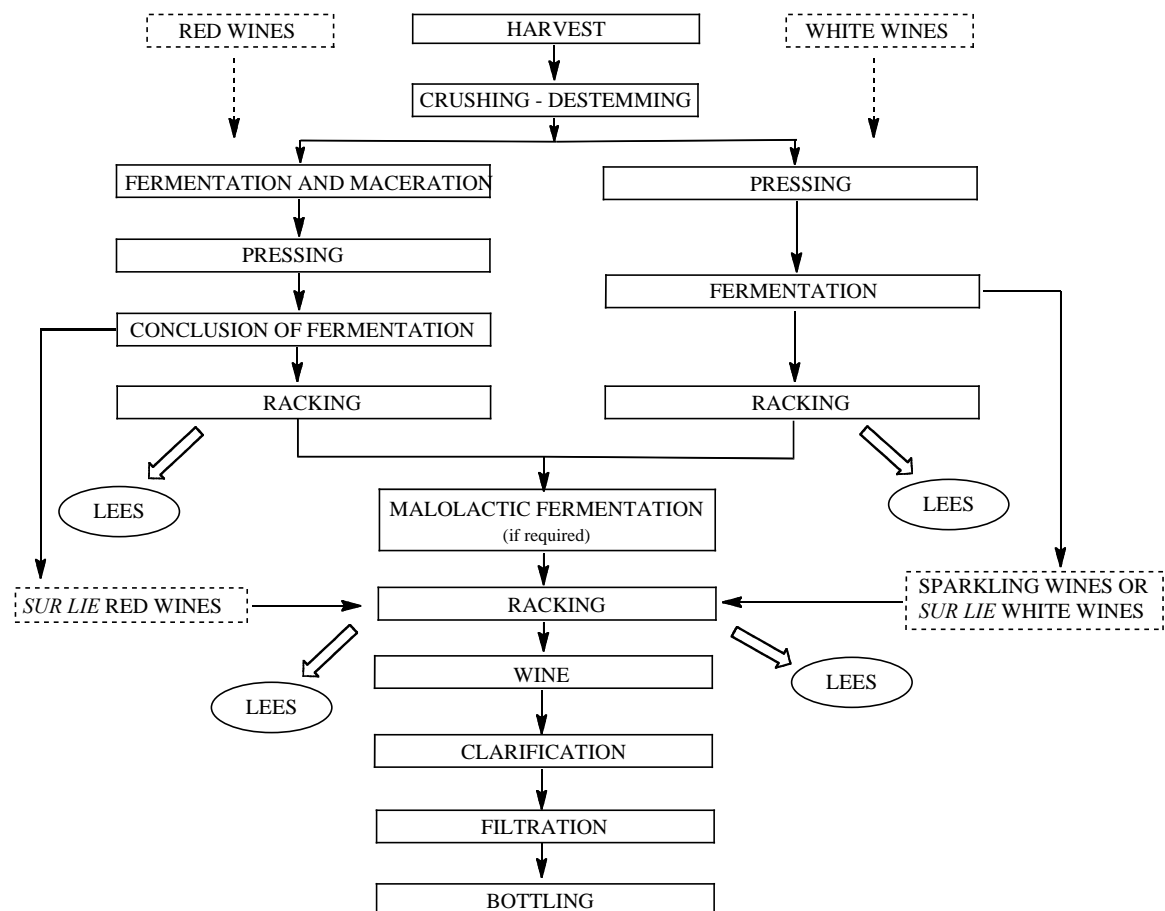 RED WINES
HARVEST
WHITE WINES
CRUSHING - DESTEMMING
FERMENTATION AND MACERATION
PRESSING
PRESSING
FERMENTATION
CONCLUSION OF FERMENTATION
RACKING
RACKING
LEES
LEES
MALOLACTIC FERMENTATION
(if required)
SUR LIE RED WINES
RACKING
SPARKLING WINES OR
SUR LIE WHITE WINES
LEES
WINE
LEES
CLARIFICATION
FILTRATION
BOTTLING